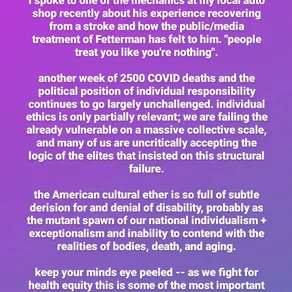 I spoke to one of the mechanics at my local auto
shop recently about his experience recovering
from a stroke and how the public/media
treatment of Fetterman has felt to him. "people
treat you like you're nothing".
another week of 2500 COVID deaths and the
political position of individual responsibility
continues to go largely unchallenged. individual
ethics is only partially relevant; we are failing the
already vulnerable on a massive collective scale,
and many of us are uncritically accepting the
logic of the elites that insisted on this structural
failure.
the American cultural ether is so full of subtle
derision for and denial of disability, probably as
the mutant spawn of our national individualism +
exceptionalism and inability to contend with the
realities of bodies, death, and aging.
keep your minds eye peeled -- as we fight for
health equity this is some of the most important